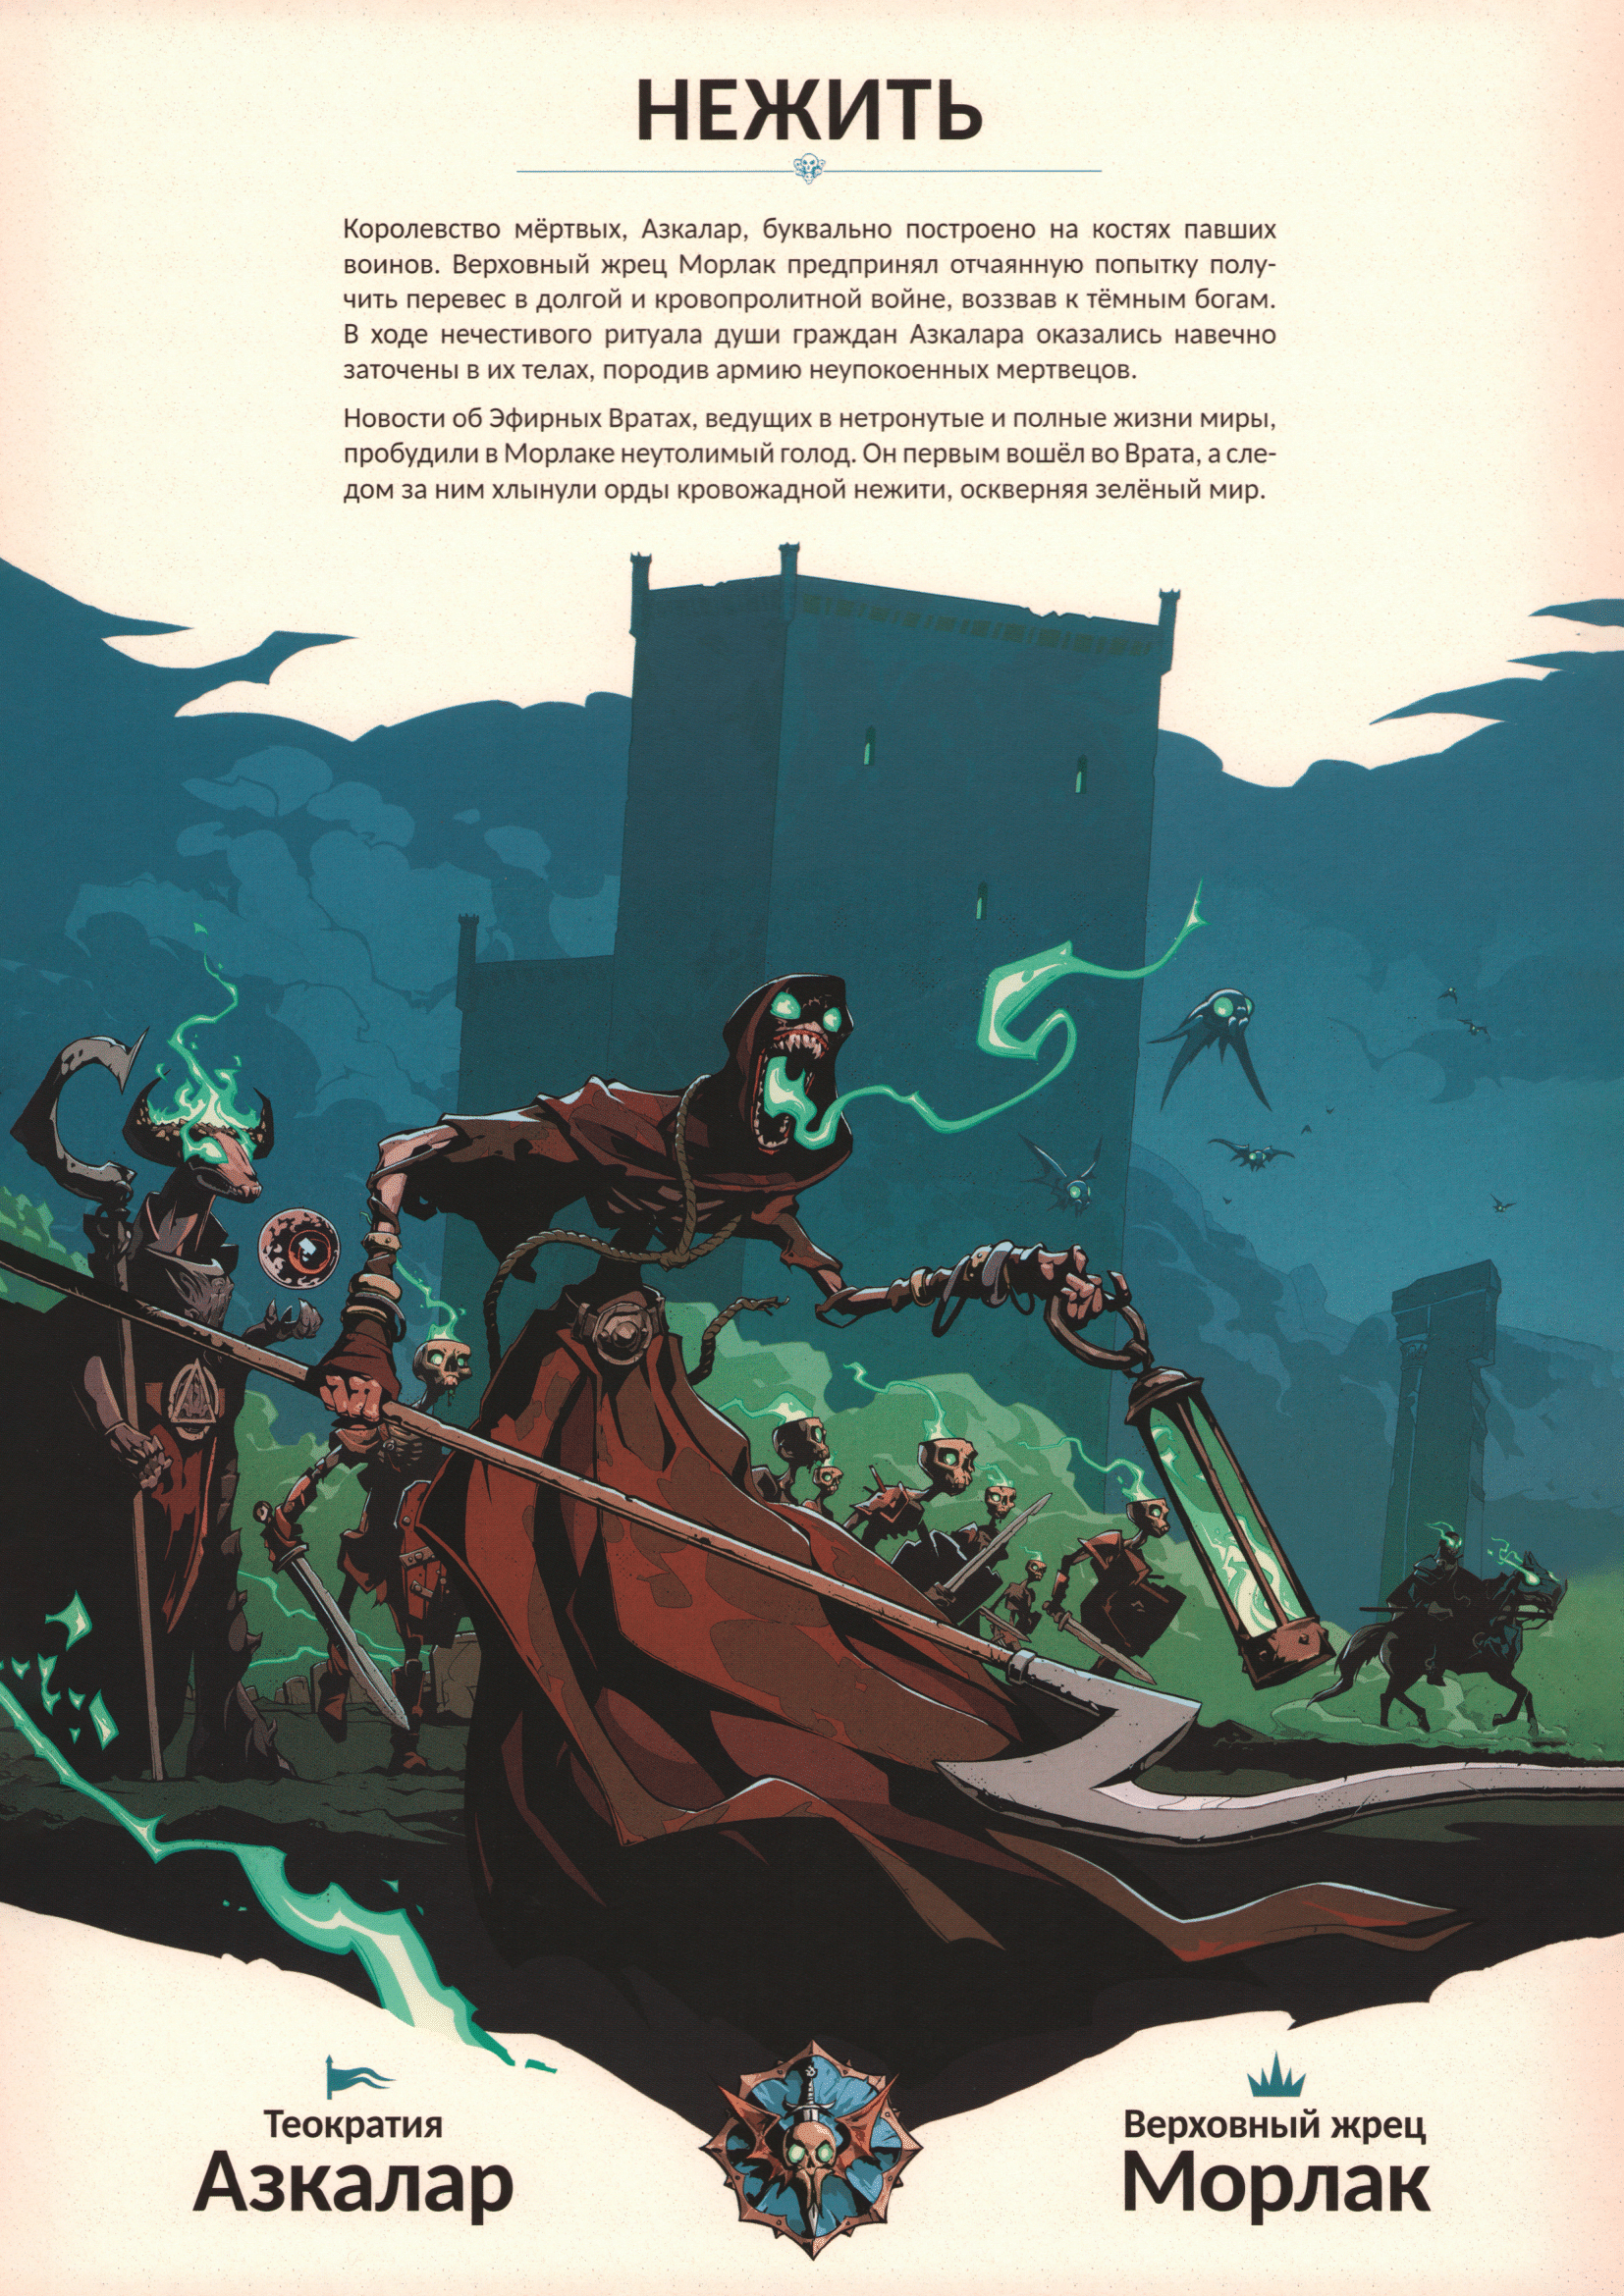 НЕЖИТЬ
Королевство мёртвых, Азкалар, буквально построено на костях павших
воинов. Верховный жрец Морлак предпринял отчаянную попытку полу-
чить перевес в долгой и кровопролитной войне, воззвав к тёмным богам.
В ходе нечестивого ритуала души граждан Азкалара оказались навечно
заточены в их телах, породив армию неупокоенных мертвецов.
Новости об Эфирных Вратах, ведущих в нетронутые и полные жизни миры,
пробудили в Морлаке неутолимый голод. Он первым вошёл во Врата, а сле-
дом за ним хлынули орды кровожадной нежити, оскверняя зелёный мир.
Теократия
Азкалар
Верховный жрец
Морлак